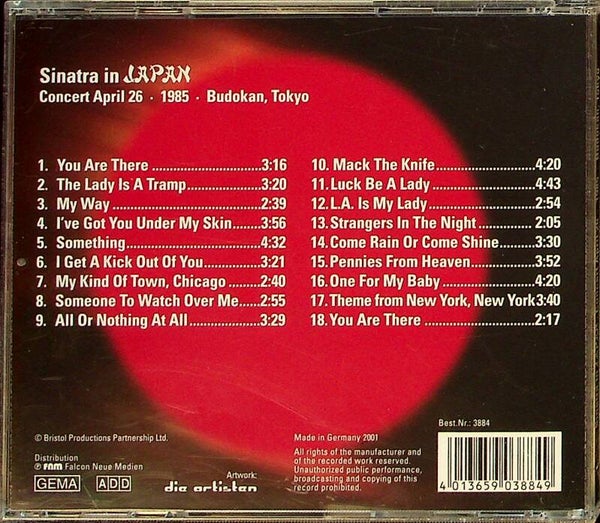 Sinatra in JAPAN
Concert April 26 · 1985 · Budokan, Tokyo
1. You Are There ..........................3:16
2. The Lady Is A Tramp......................3:20
3. My Way ..................................2:39
4. I've Got You Under My Skin.......3:56
5. Something...............................4:32
6. I Get A Kick Out Of You..............3:21
7. My Kind Of Town, Chicago .......2:40
8. Someone To Watch Over Me.....2:55
9. All Or Nothing At All....................3:29
10. Mack The Knife........................4:20
11. Luck Be A Lady ........................4:43
12. L.A. Is My Lady ........................2:54
13. Strangers In The Night ............. 2:05
14. Come Rain Or Come Shine........3:30
15. Pennies From Heaven...............3:52
16. One For My Baby ......................4:20
17. Theme from New York, New York3:40
18. You Are There ..........................2:17
© Bristol Productions Partnership Ltd.
Distribution
℗ FNM Falcon Neue Medien
GEMA ADD
Artwork:
die artisten
Made in Germany 2001
All rights of the manufacturer and
of the recorded work reserved.
Unauthorized public performance,
broadcasting and copying of this
record prohibited.
Best.Nr.: 3884
4 013659 038849